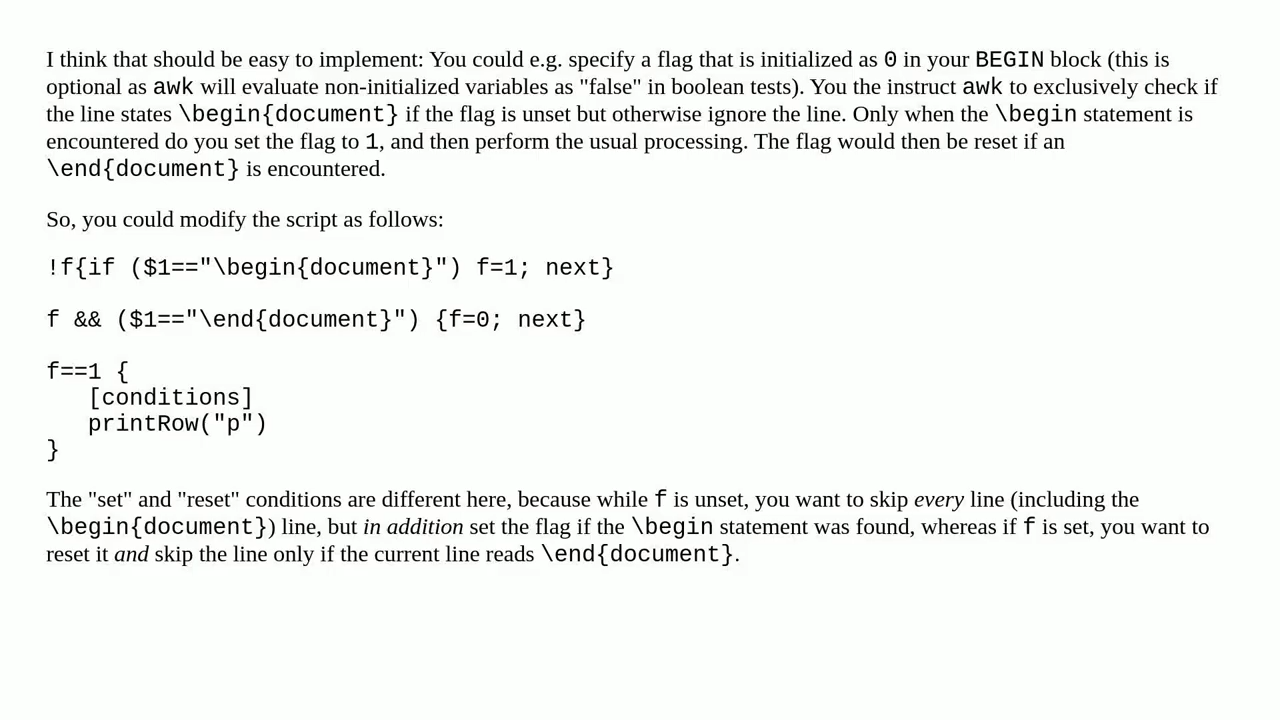 I think that should be easy to implement: You could e.g. specify a flag that is initialized as 0 in your BEGIN block (this is
optional as awk will evaluate non-initialized variables as "false" in boolean tests). You the instruct awk to exclusively check if
the line states \begin{document} if the flag is unset but otherwise ignore the line. Only when the \begin statement is
encountered do you set the flag to 1, and then perform the usual processing. The flag would then be reset if an
\end{document} is encountered.
So, you could modify the script as follows:
!f{if ($1=="\begin{document}") f=1; next}
f && ($1=="\end{document}") {f=0; next}
f==1 {
   [conditions]
   printRow("p")
}
The "set" and "reset" conditions are different here, because while f is unset, you want to skip every line (including the
\begin{document}) line, but in addition set the flag if the \begin statement was found, whereas if f is set, you want to
reset it and skip the line only if the current line reads \end{document}.